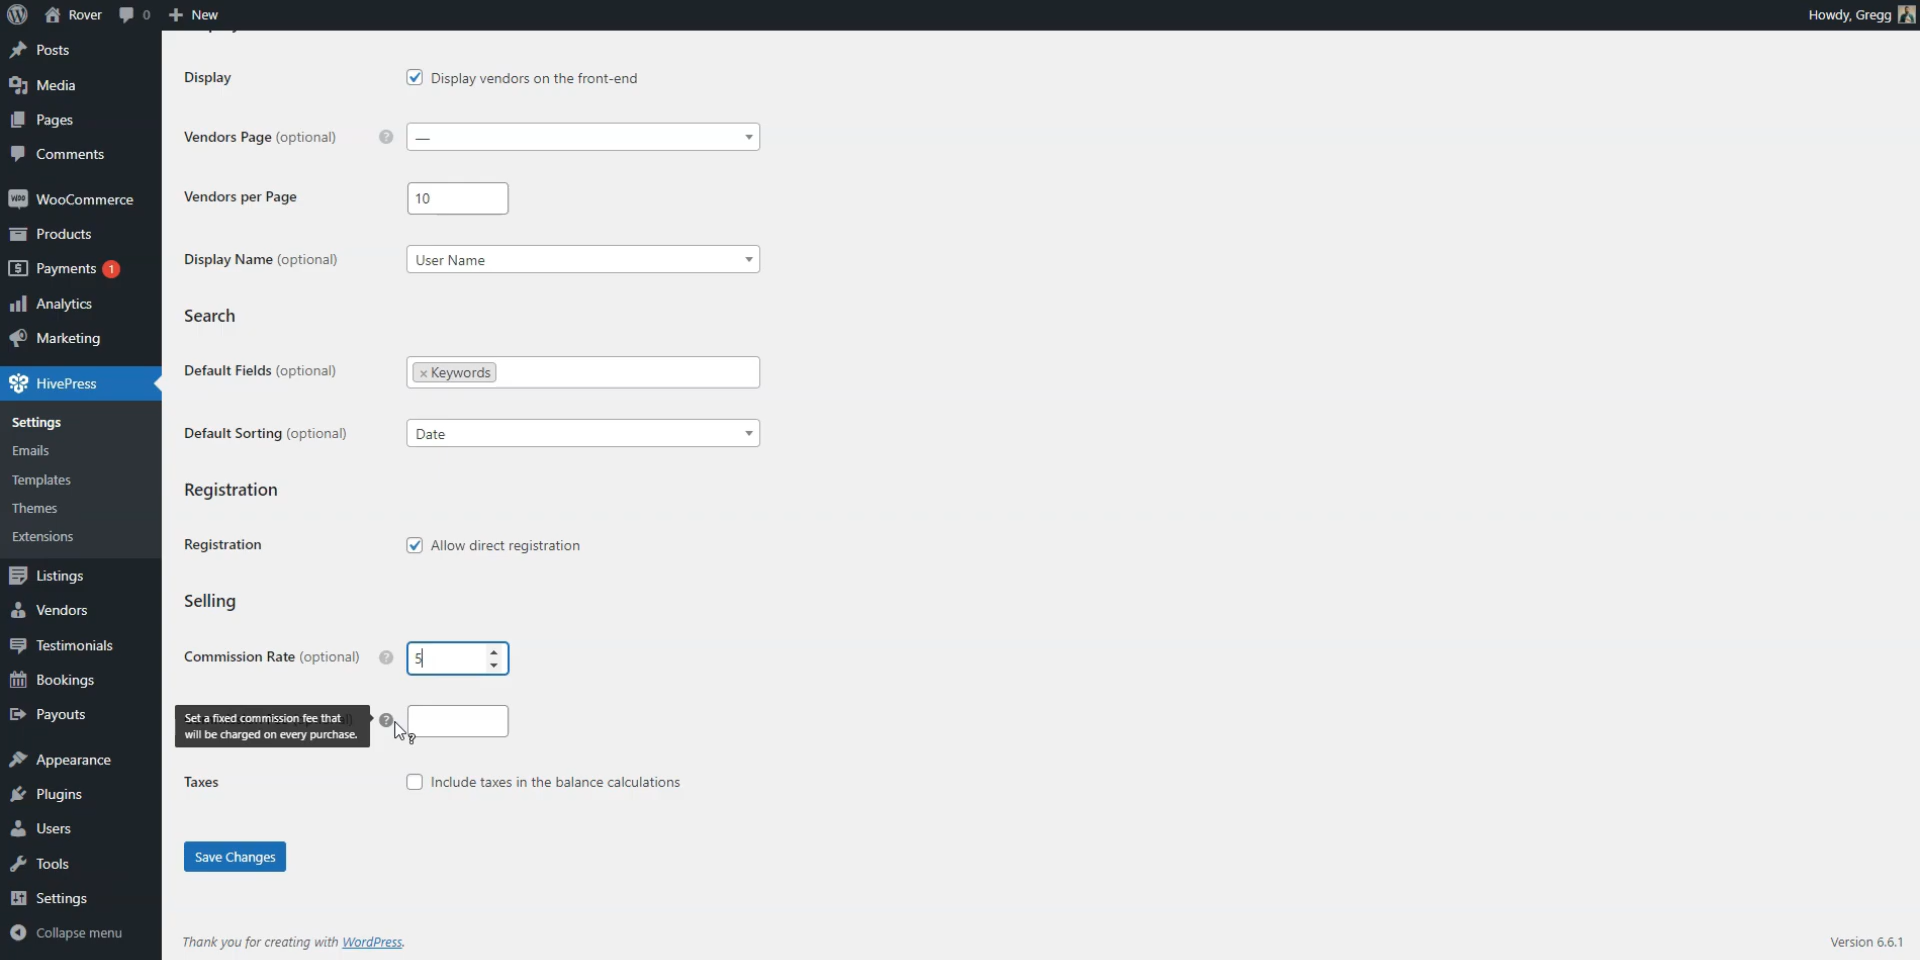 Rover
0
New
Howdy, Gregg
Posts
Media
Pages
Comments
WooCommerce
Products
Payments 1
Analytics
Marketing
HivePress
Settings
Emails
Templates
Themes
Extensions
Listings
Vendors
Testimonials
Bookings
Payouts
Appearance
Plugins
Users
Tools
Settings
Collapse menu
Display
Display vendors on the front-end
Vendors Page (optional)
?
—
Vendors per Page
10
Display Name (optional)
User Name
Search
Default Fields (optional)
× Keywords
Default Sorting (optional)
Date
Registration
Registration
Allow direct registration
Selling
Commission Rate (optional)
?
5
Set a fixed commission fee that
will be charged on every purchase.
?
Taxes
Include taxes in the balance calculations
Save Changes
Thank you for creating with WordPress.
Version 6.6.1